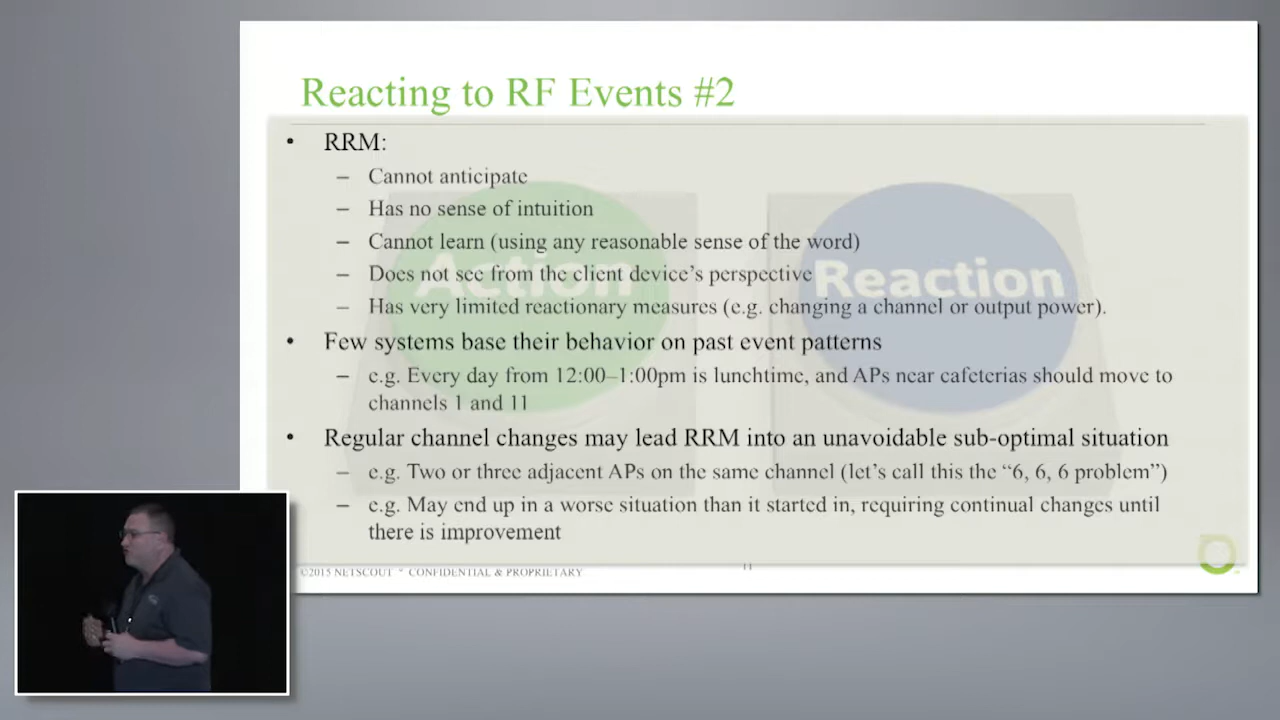 Reacting to RF Events #2
• RRM:
– Cannot anticipate
– Has no sense of intuition
– Cannot learn (using any reasonable sense of the word)
– Does not see from the client device's perspective
– Has very limited reactionary measures (e.g. changing a channel or output power).
Action
Reaction
• Few systems base their behavior on past event patterns
– e.g. Every day from 12:00–1:00pm is lunchtime, and APs near cafeterias should move to
channels 1 and 11
• Regular channel changes may lead RRM into an unavoidable sub-optimal situation
– e.g. Two or three adjacent APs on the same channel (let's call this the “6, 6, 6 problem”)
– e.g. May end up in a worse situation than it started in, requiring continual changes until
there is improvement
©2015 NETSCOUT • CONFIDENTIAL & PROPRIETARY
11